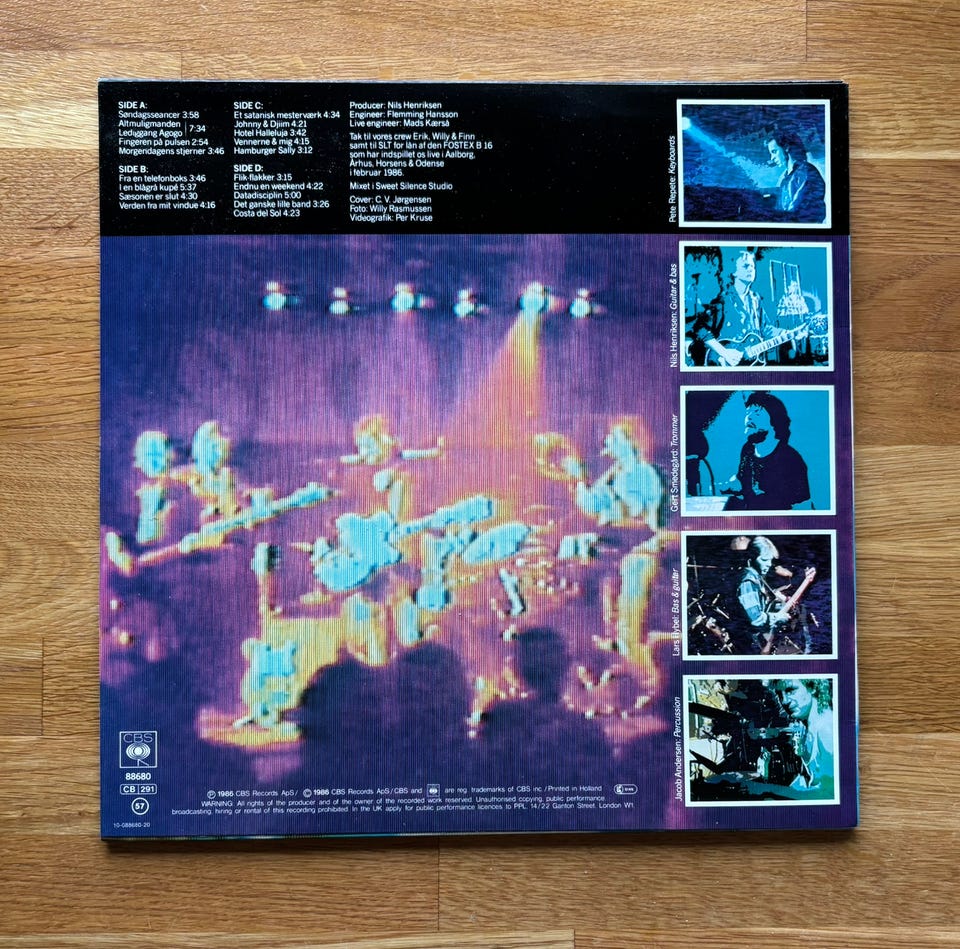 SIDE A:
Søndagsseancer 3.58
Altmuligmanden
Lediggang Agogo | 7:34
Fingeren på pulsen 2:54
Morgendagens stjerner 3:46
SIDE B:
Fra en telefonboks 3:46
I en blågrå kupé 5:37
Sæsonen er slut 4:30
Verden fra mit vindue 4:16
SIDE C:
Et satanisk mesterværk 4:34
Johnny & Djiim 4:21
Hotel Halleluja 3:42
Vennerne & mig 4:15
Hamburger Sally 3:12
SIDE D:
Flik-flakker 3:15
Endnu en weekend 4:22
Datadisciplin 5:00
Det ganske lille band 3:26
Costa del Sol 4:23
Producer: Nils Henriksen
Engineer: Flemming Hansson
Live engineer: Mads Kærså
Tak til vores crew Erik, Willy & Finn
samt til SLT for lån af den FOSTEX B 16
som har indspillet os live i Aalborg,
Århus, Horsens & Odense
i februar 1986.
Mixet i Sweet Silence Studio
Cover: C. V. Jørgensen
Foto: Willy Rasmussen
Videografik: Per Kruse
Pete Repete: Keyboards
Nils Henriksen: Guitar & bas
Gert Smedegård: Trommer
Lars Hybel: Bas & guitar
Jacob Andersen: Percussion
CBS
88680
CB 291
57
10-088680-20
Ⓟ 1986 CBS Records ApS / © 1986 CBS Records ApS / CBS and are reg. trademarks of CBS inc / Printed in Holland
WARNING: All rights of the producer and of the owner of the recorded work reserved. Unauthorised copying, public performance
broadcasting, hiring or rental of this recording prohibited. In the UK apply for public performance licences to PPL, 14/22 Ganton Street, London W1.